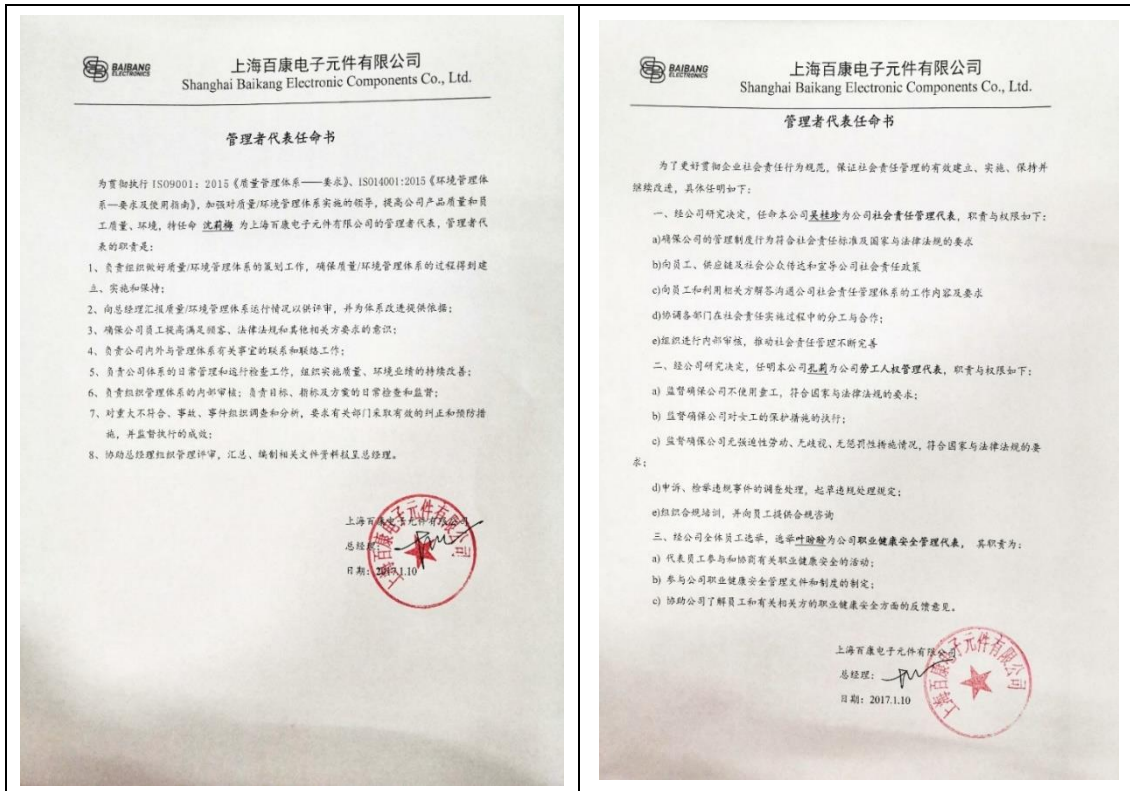 BAIBANG
ELECTRONICS
上海百康电子元件有限公司
Shanghai Baikang Electronic Components Co., Ltd.
管理者代表任命书
为贯彻执行 ISO9001：2015《质量管理体系——要求》、ISO14001:2015《环境管理体
系—要求及使用指南》，加强对质量/环境管理体系实施的领导，提高公司产品质量和员
工质量、环境，特任命 沈莉梅 为上海百康电子元件有限公司的管理者代表，管理者代
表的职责是：
1、负责组织做好质量/环境管理体系的策划工作，确保质量/环境管理体系的过程得到建
立、实施和保持；
2、向总经理汇报质量/环境管理体系运行情况以供评审，并为体系改进提供依据；
3、确保公司员工提高满足顾客、法律法规和其他相关方要求的意识；
4、负责公司内外与管理体系有关事宜的联系和联络工作；
5、负责公司体系的日常管理和运行检查工作，组织实施质量、环境业绩的持续改善；
6、负责组织管理体系的内部审核；负责目标、指标及方案的日常检查和监督；
7、对重大不符合、事故、事件组织调查和分析，要求有关部门采取有效的纠正和预防措
施，并监督执行的成效；
8、协助总经理组织管理评审，汇总、编制相关文件资料报呈总经理。
上海百康电子元件有限公司
总经理：
日期：2017.1.10
上海百康电子元件有限公司
BAIBANG
ELECTRONICS
上海百康电子元件有限公司
Shanghai Baikang Electronic Components Co., Ltd.
管理者代表任命书
为了更好贯彻企业社会责任行为规范，保证社会责任管理的有效建立、实施、保持并
继续改进，具体任明如下：
一、经公司研究决定，任命本公司吴桂珍为公司社会责任管理代表，职责与权限如下：
a)确保公司的管理制度行为符合社会责任标准及国家与法律法规的要求
b)向员工、供应链及社会公众传达和宣导公司社会责任政策
c)向员工和利用相关方解答沟通公司社会责任管理体系的工作内容及要求
d)协调各部门在社会责任实施过程中的分工与合作；
e)组织进行内部审核，推动社会责任管理不断完善
二、经公司研究决定，任明本公司孔莉为公司劳工人权管理代表，职责与权限如下：
a) 监督确保公司不使用童工，符合国家与法律法规的要求；
b) 监督确保公司对女工的保护措施的执行；
c) 监督确保公司无强迫性劳动、无歧视、无惩罚性措施情况，符合国家与法律法规的要
求；
d)申诉、检举违规事件的调查处理，起草违规处理规定；
e)组织合规培训，并向员工提供合规咨询
三、经公司全体员工选举，选举叶盼盼为公司职业健康安全管理代表， 其职责为：
a) 代表员工参与和协商有关职业健康安全的活动；
b) 参与公司职业健康安全管理文件和制度的制定；
c) 协助公司了解员工和有关相关方的职业健康安全方面的反馈意见。
上海百康电子元件有限公司
总经理：
日期：2017.1.10
上海百康电子元件有限公司